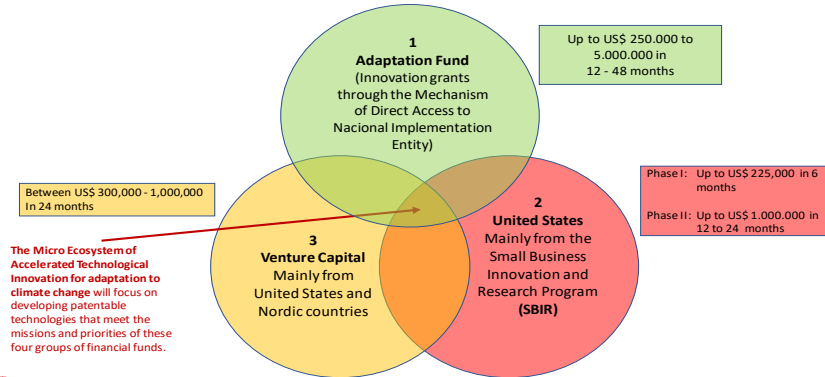 1
Adaptation Fund
(Innovation grants
through the Mechanism
of Direct Access to
Nacional Implementation
Entity)
Up to US$ 250.000 to
5.000.000 in
12 - 48 months
Between US$ 300,000 - 1,000,000
In 24 months
Phase I: Up to US$ 225,000 in 6
months
Phase II: Up to US$ 1.000.000 in
12 to 24 months
2
United States
Mainly from the
Small Business
Innovation and
Research Program
(SBIR)
3
Venture Capital
Mainly from
United States and
Nordic countries
The Micro Ecosystem of
Accelerated Technological
Innovation for adaptation to
climate change will focus on
developing patentable
technologies that meet the
missions and priorities of these
four groups of financial funds.